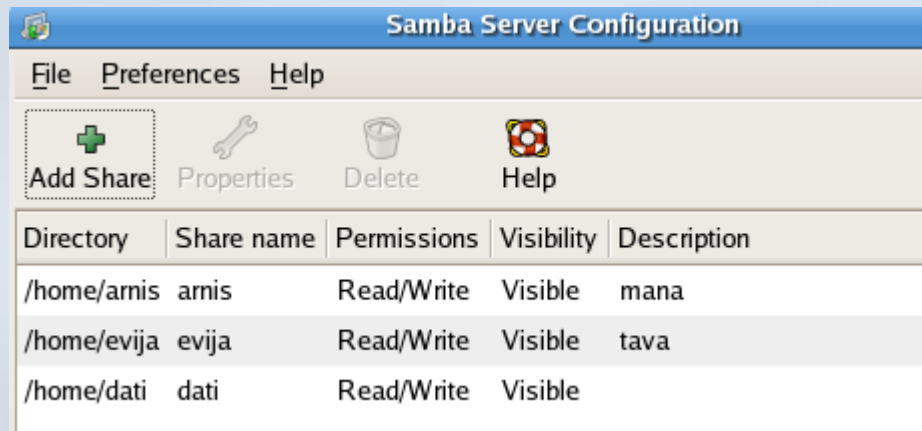 Samba Server Configuration
File Preferences Help
Add Share Properties Delete Help
Directory Share name Permissions Visibility Description
/home/arnis arnis Read/Write Visible mana
/home/evija evija Read/Write Visible tava
/home/dati dati Read/Write Visible